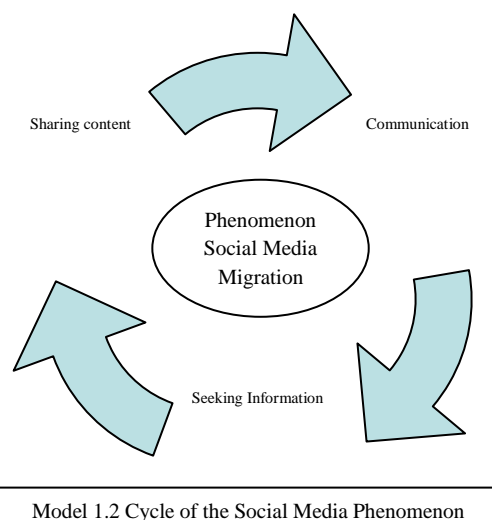 Sharing content
Communication
Phenomenon
Social Media
Migration
Seeking Information
Model 1.2 Cycle of the Social Media Phenomenon